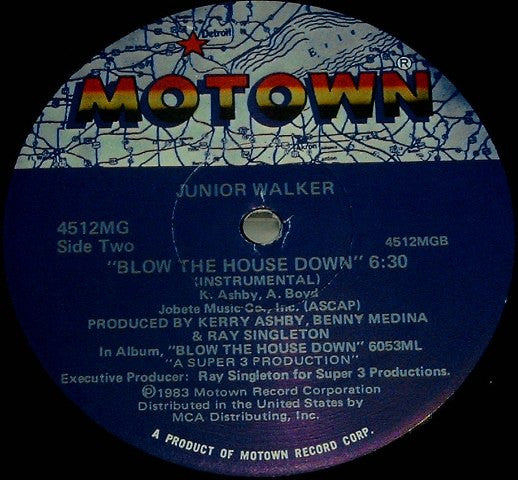 Detroit
Erie
Akron
MOTOWN®
JUNIOR WALKER
4512MG
Side Two
4512MGB
"BLOW THE HOUSE DOWN" 6:30
(INSTRUMENTAL)
K. Ashby, A. Boyd
Jobete Music Co., Inc. (ASCAP)
PRODUCED BY KERRY ASHBY, BENNY MEDINA
& RAY SINGLETON
In Album, "BLOW THE HOUSE DOWN" 6053ML
"A SUPER 3 PRODUCTION"
Executive Producer: Ray Singleton for Super 3 Productions.
℗1983 Motown Record Corporation
Distributed in the United States by
MCA Distributing, Inc.
A PRODUCT OF MOTOWN RECORD CORP.